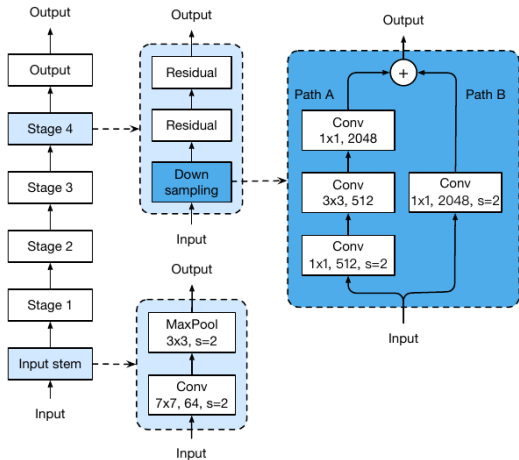 Output
Output
Stage 4
Stage 3
Stage 2
Stage 1
Input stem
Input
Output
Residual
Residual
Down
sampling
Input
Output
MaxPool
3x3, s=2
Conv
7x7, 64, s=2
Input
Output
+
Path A
Path B
Conv
1x1, 2048
Conv
3x3, 512
Conv
1x1, 2048, s=2
Conv
1x1, 512, s=2
Input